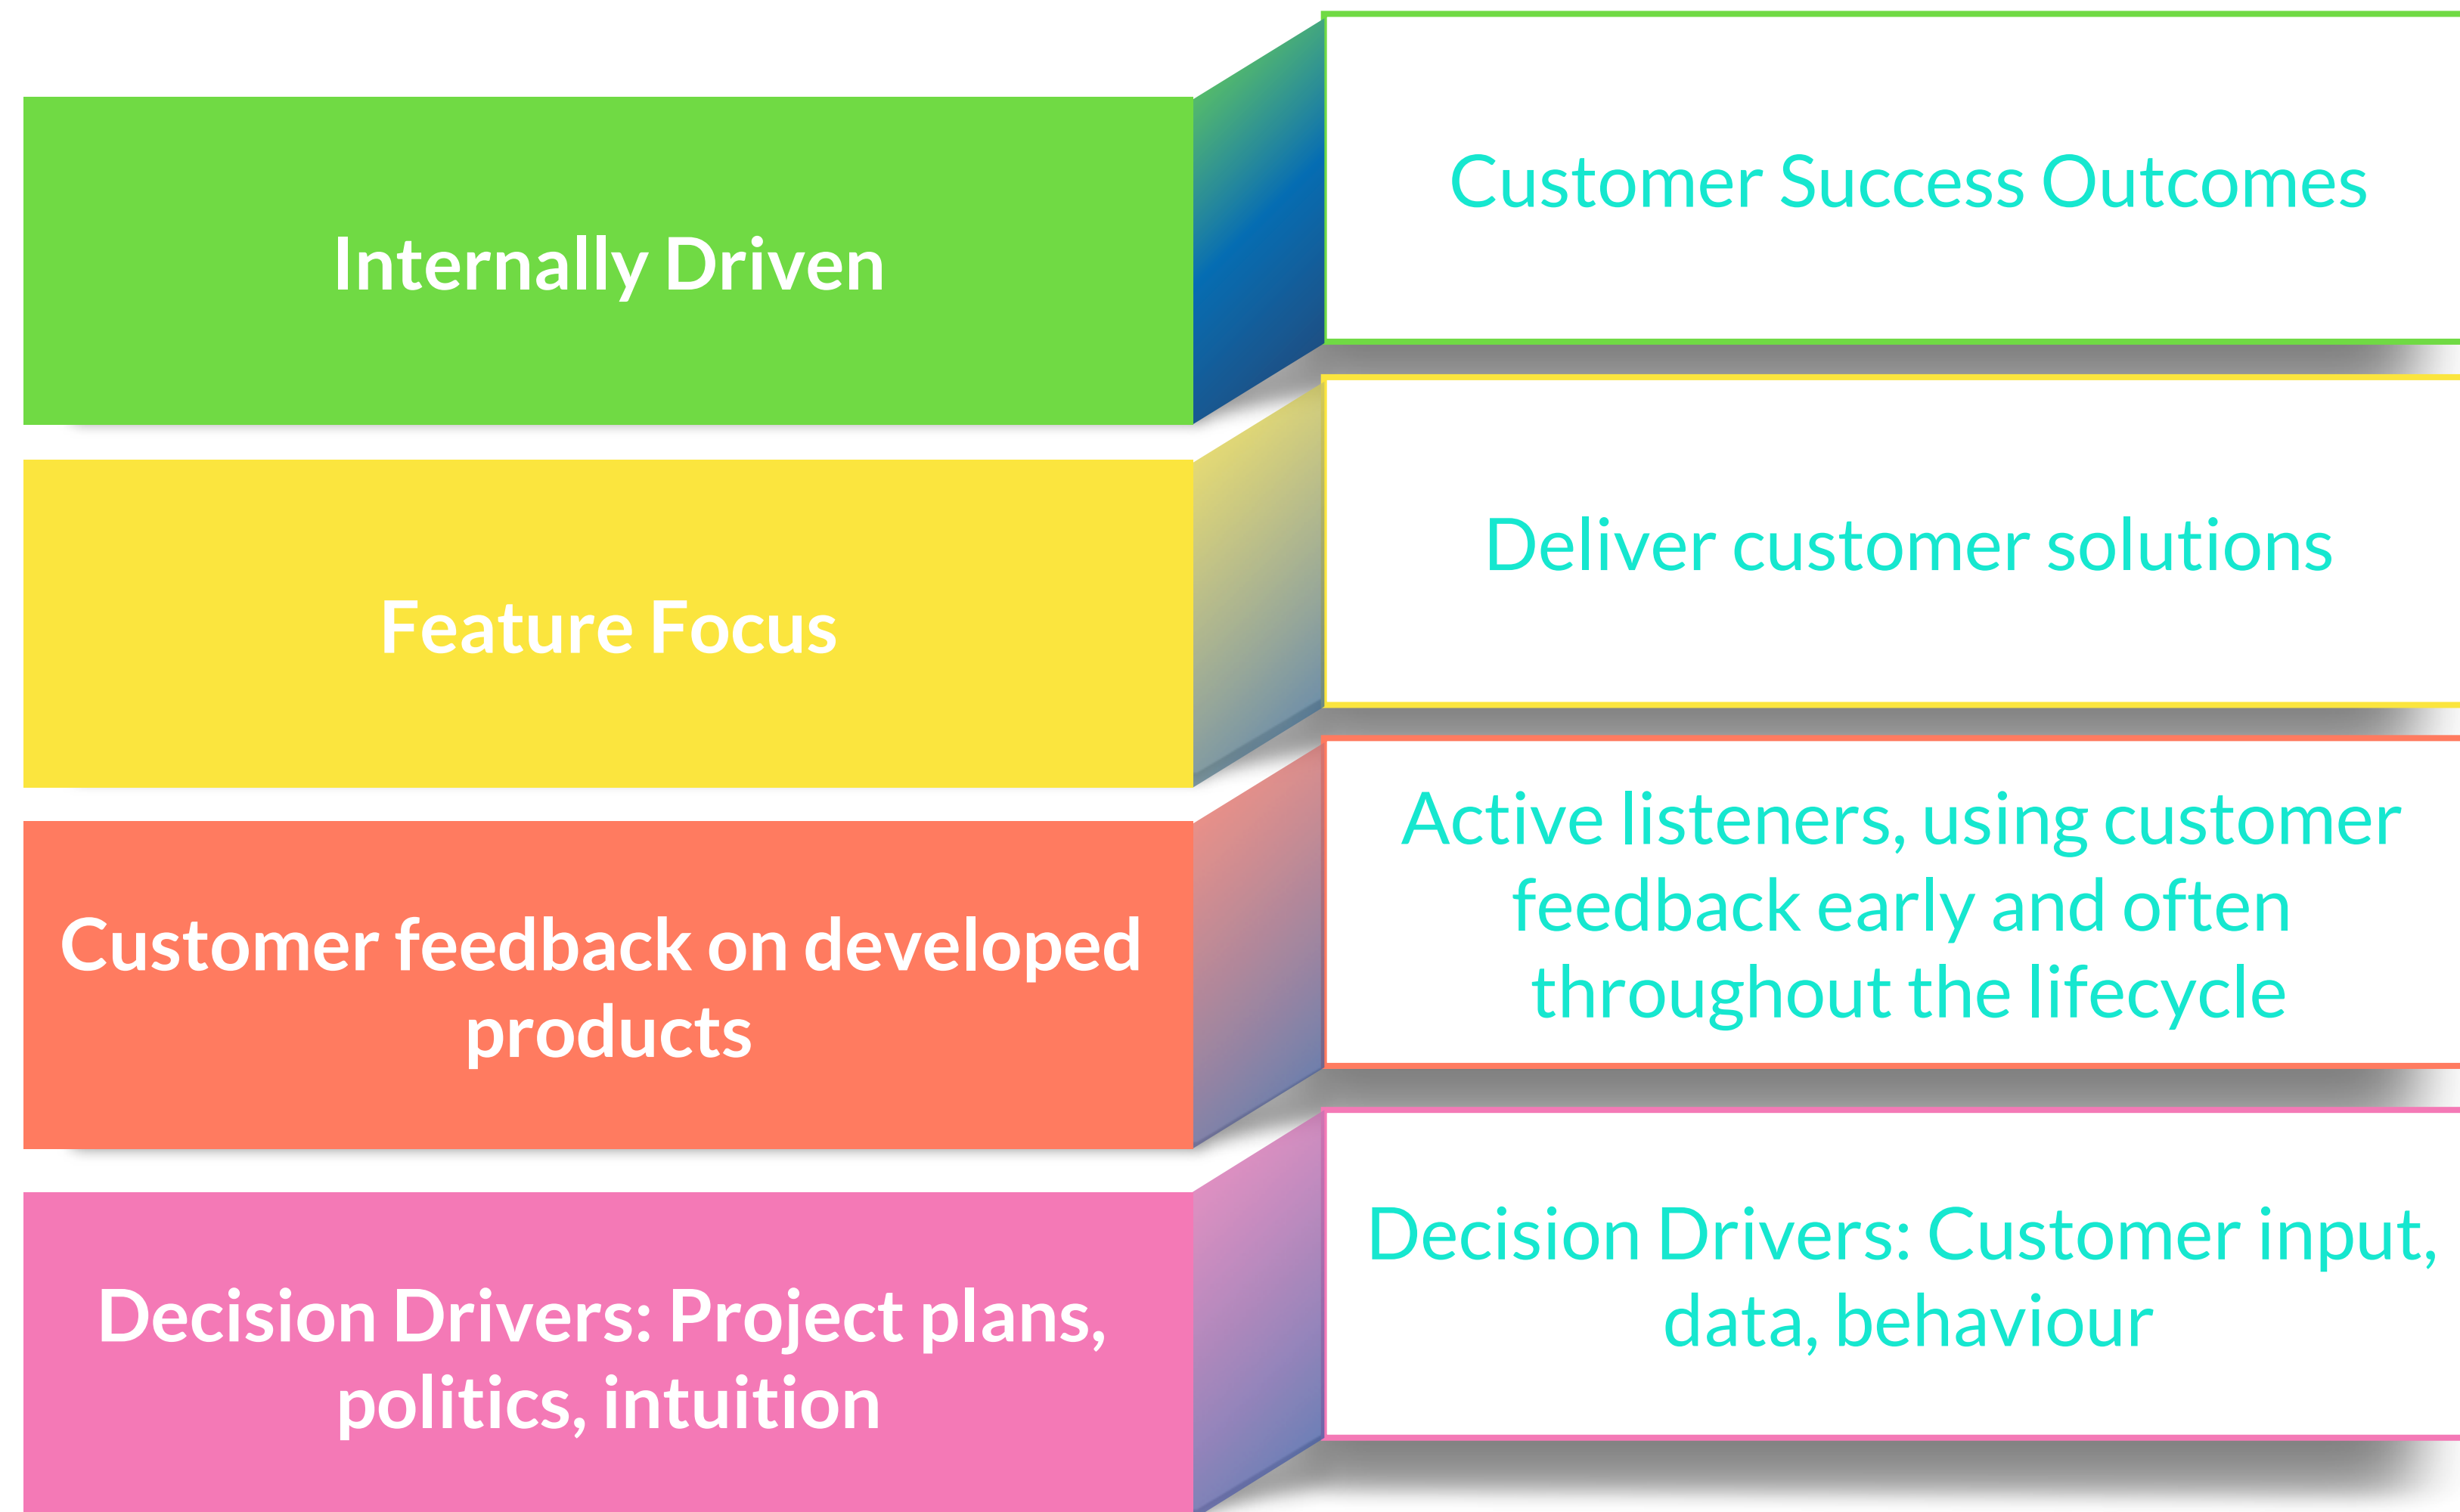 Internally Driven
Customer Success Outcomes
Feature Focus
Deliver customer solutions
Customer feedback on developed
products
Active listeners, using customer
feedback early and often
throughout the lifecycle
Decision Drivers: Project plans,
politics, intuition
Decision Drivers: Customer input,
data, behaviour